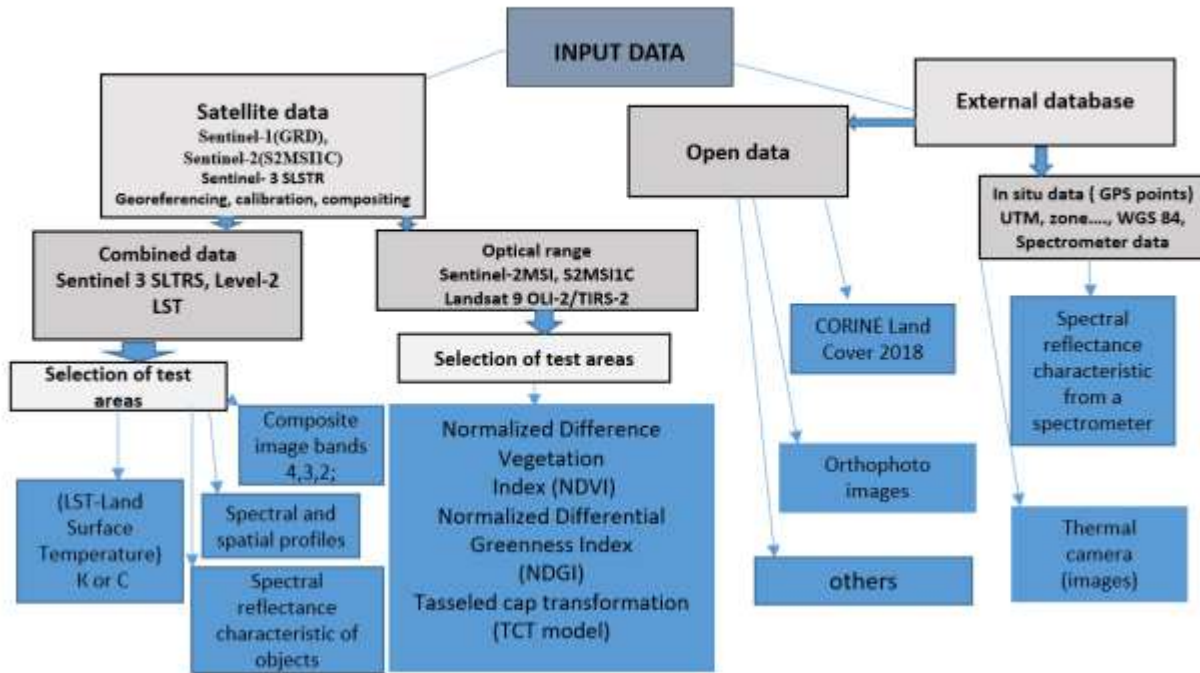 INPUT DATA
Satellite data
Sentinel-1(GRD),
Sentinel-2(S2MSI1C)
Sentinel- 3 SLSTR
Georeferencing, calibration, compositing
External database
Open data
In situ data ( GPS points)
UTM, zone...., WGS 84,
Spectrometer data
Combined data
Sentinel 3 SLTRS, Level-2
LST
Optical range
Sentinel-2MSI, S2MSI1C
Landsat 9 OLI-2/TIRS-2
Selection of test
areas
Selection of test areas
Composite
image bands
4,3,2;
(LST-Land
Surface
Temperature)
K or C
Spectral and
spatial profiles
Spectral
reflectance
characteristic of
objects
Normalized Difference
Vegetation
Index (NDVI)
Normalized Differential
Greenness Index
(NDGI)
Tasseled cap transformation
(TCT model)
CORINE Land
Cover 2018
Orthophoto
images
others
Spectral
reflectance
characteristic
from a
spectrometer
Thermal
camera
(images)